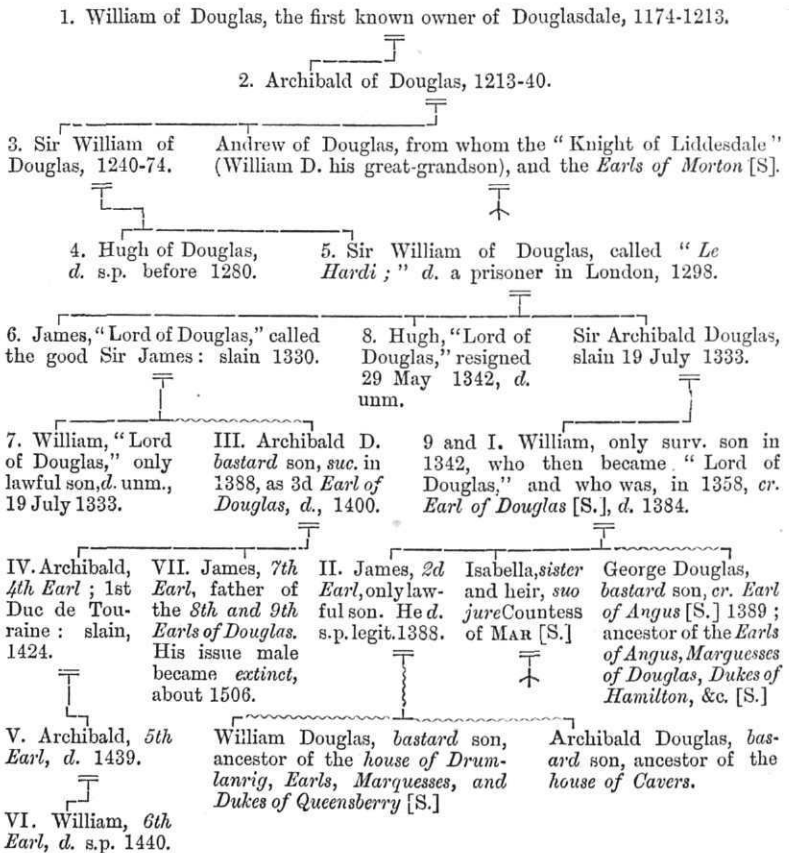 1. William of Douglas, the first known owner of Douglasdale, 1174-1213.
2. Archibald of Douglas, 1213-40.
3. Sir William of
Douglas, 1240-74.
Andrew of Douglas, from whom the "Knight of Liddesdale"
(William D. his great-grandson), and the Earls of Morton [S].
4. Hugh of Douglas,
d. s.p. before 1280.
5. Sir William of Douglas, called "Le
Hardi;" d. a prisoner in London, 1298.
6. James, "Lord of Douglas," called
the good Sir James: slain 1330.
8. Hugh, "Lord of
Douglas," resigned
29 May 1342, d.
unm.
Sir Archibald Douglas,
slain 19 July 1333.
7. William, "Lord
of Douglas," only
lawful son, d. unm.,
19 July 1333.
III. Archibald D.
bastard son, suc. in
1388, as 3d Earl of
Douglas, d., 1400.
9 and I. William, only surv. son in
1342, who then became "Lord of
Douglas," and who was, in 1358, cr.
Earl of Douglas [S.], d. 1384.
IV. Archibald,
4th Earl; 1st
Duc de Tou-
raine: slain,
1424.
VII. James, 7th
Earl, father of
the 8th and 9th
Earls of Douglas.
His issue male
became extinct,
about 1506.
II. James, 2d
Earl, only law-
ful son. He d.
s.p. legit. 1388.
Isabella, sister
and heir, suo
jure Countess
of MAR [S.]
George Douglas,
bastard son, cr. Earl
of Angus [S.] 1389;
ancestor of the Earls
of Angus, Marquesses
of Douglas, Dukes of
Hamilton, &c. [S.]
V. Archibald, 5th
Earl, d. 1439.
William Douglas, bastard son,
ancestor of the house of Drum-
lanrig, Earls, Marquesses, and
Dukes of Queensberry [S.]
Archibald Douglas, bas-
ard son, ancestor of the
house of Cavers.
VI. William, 6th
Earl, d. s.p. 1440.